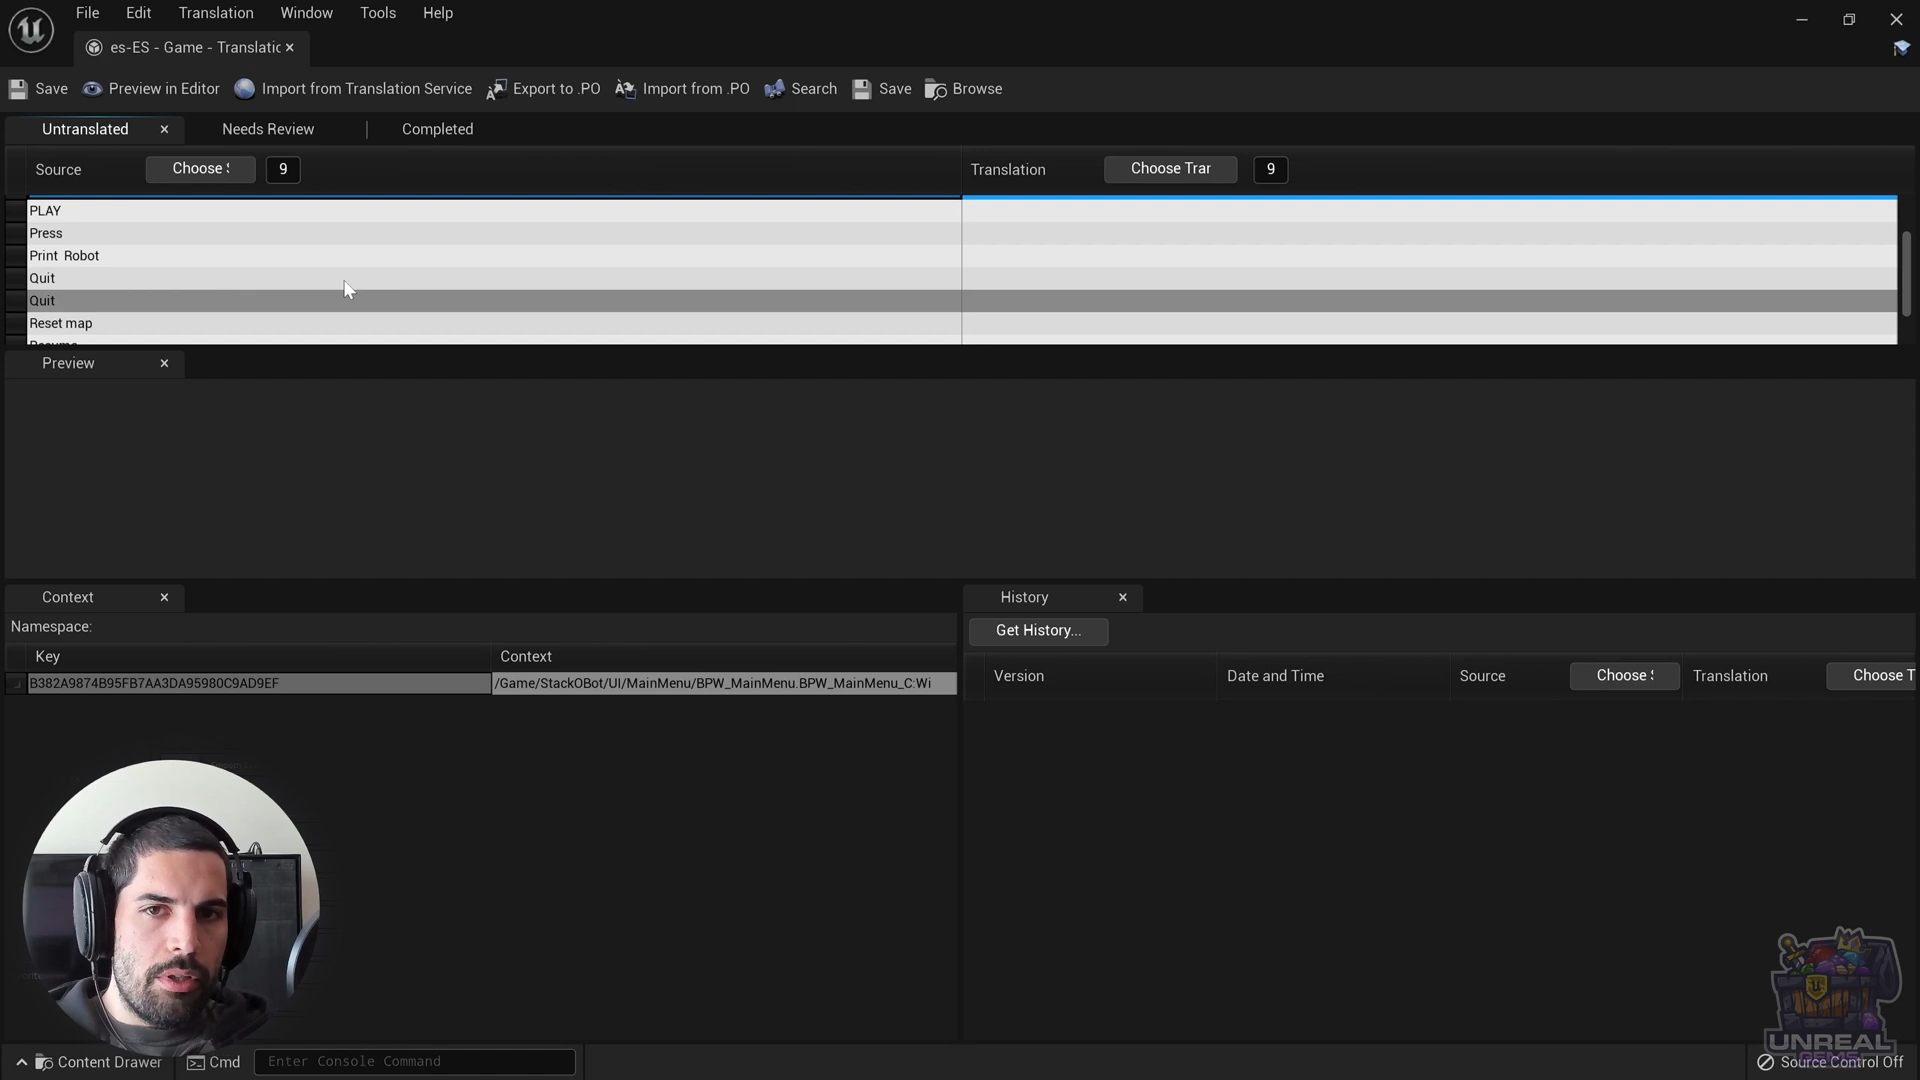 File Edit Translation Window Tools Help
es-ES - Game - Translatic
Save Preview in Editor Import from Translation Service Export to .PO Import from .PO Search Save Browse
Untranslated Needs Review Completed
Source Choose 9 Translation Choose Trar 9
PLAY
Press
Print Robot
Quit
Quit
Reset map
Resume
Preview
Context
Namespace:
Key Context
B382A9874B95FB7AA3DA95980C9AD9EF /Game/StackOBot/UI/MainMenu/BPW_MainMenu.BPW_MainMenu_C:Wi
History
Get History...
Version Date and Time Source Choose Translation Choose T
UNREAL
GEMS
Content Drawer Cmd Enter Console Command Source Control Off